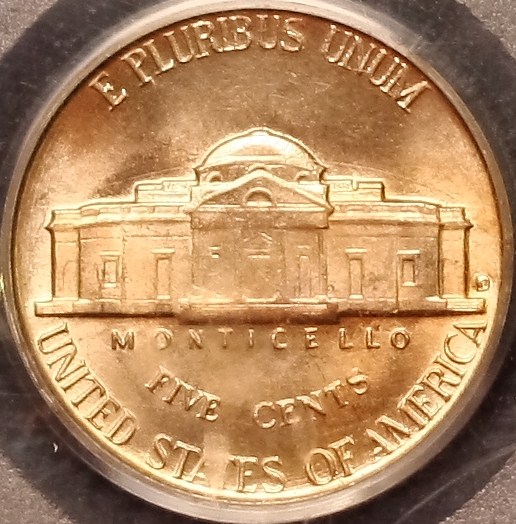 E PLURIBUS UNUM
MONTICELLO
FIVE CENTS
UNITED STATES OF AMERICA